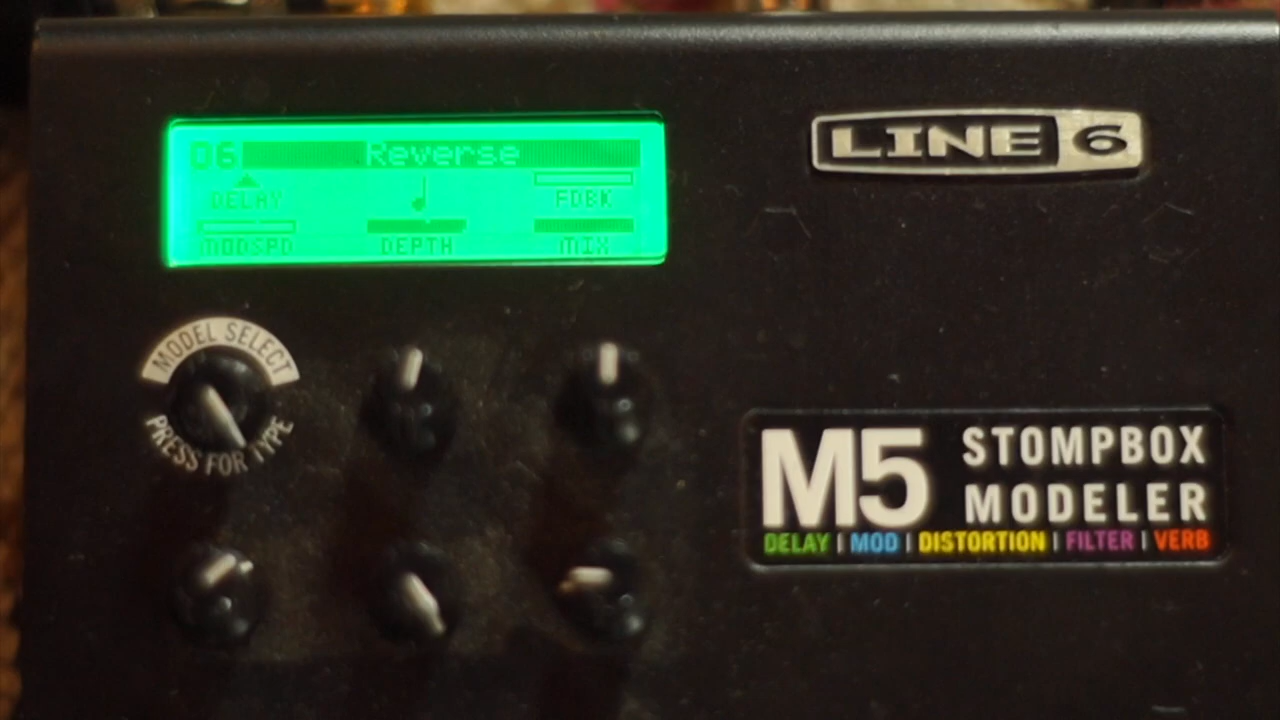 06 Reverse
DELAY FDBK
MODSPD DEPTH MIX
LINE 6
MODEL SELECT
PRESS FOR TYPE
M5 STOMPBOX
MODELER
DELAY | MOD | DISTORTION | FILTER | VERB